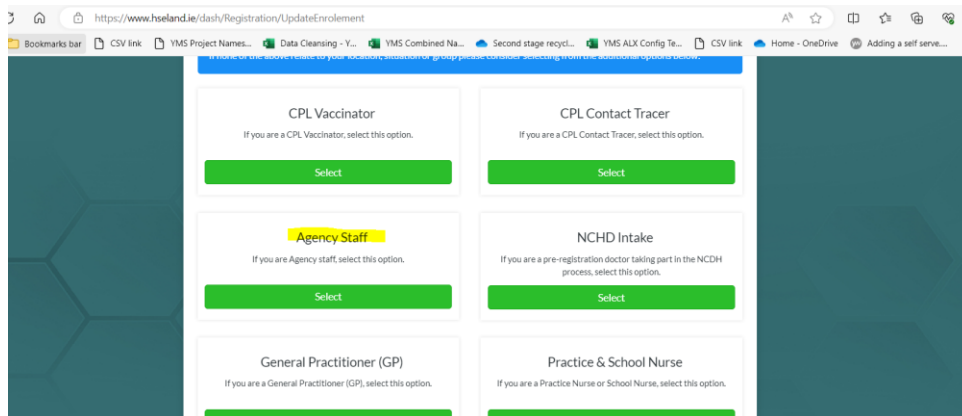 https://www.hseland.ie/dash/Registration/UpdateEnrolement
Bookmarks bar CSV link YMS Project Names... Data Cleansing - Y... YMS Combined Na... Second stage recycl... YMS ALX Config Te... CSV link Home - OneDrive Adding a self serve....
If none of the above relate to your location, situation or group please consider selecting from the additional options below.
CPL Vaccinator
If you are a CPL Vaccinator, select this option.
Select
CPL Contact Tracer
If you are a CPL Contact Tracer, select this option.
Select
Agency Staff
If you are Agency staff, select this option.
Select
NCHD Intake
If you are a pre-registration doctor taking part in the NCDH
process, select this option.
Select
General Practitioner (GP)
If you are a General Practitioner (GP), select this option.
Practice & School Nurse
If you are a Practice Nurse or School Nurse, select this option.